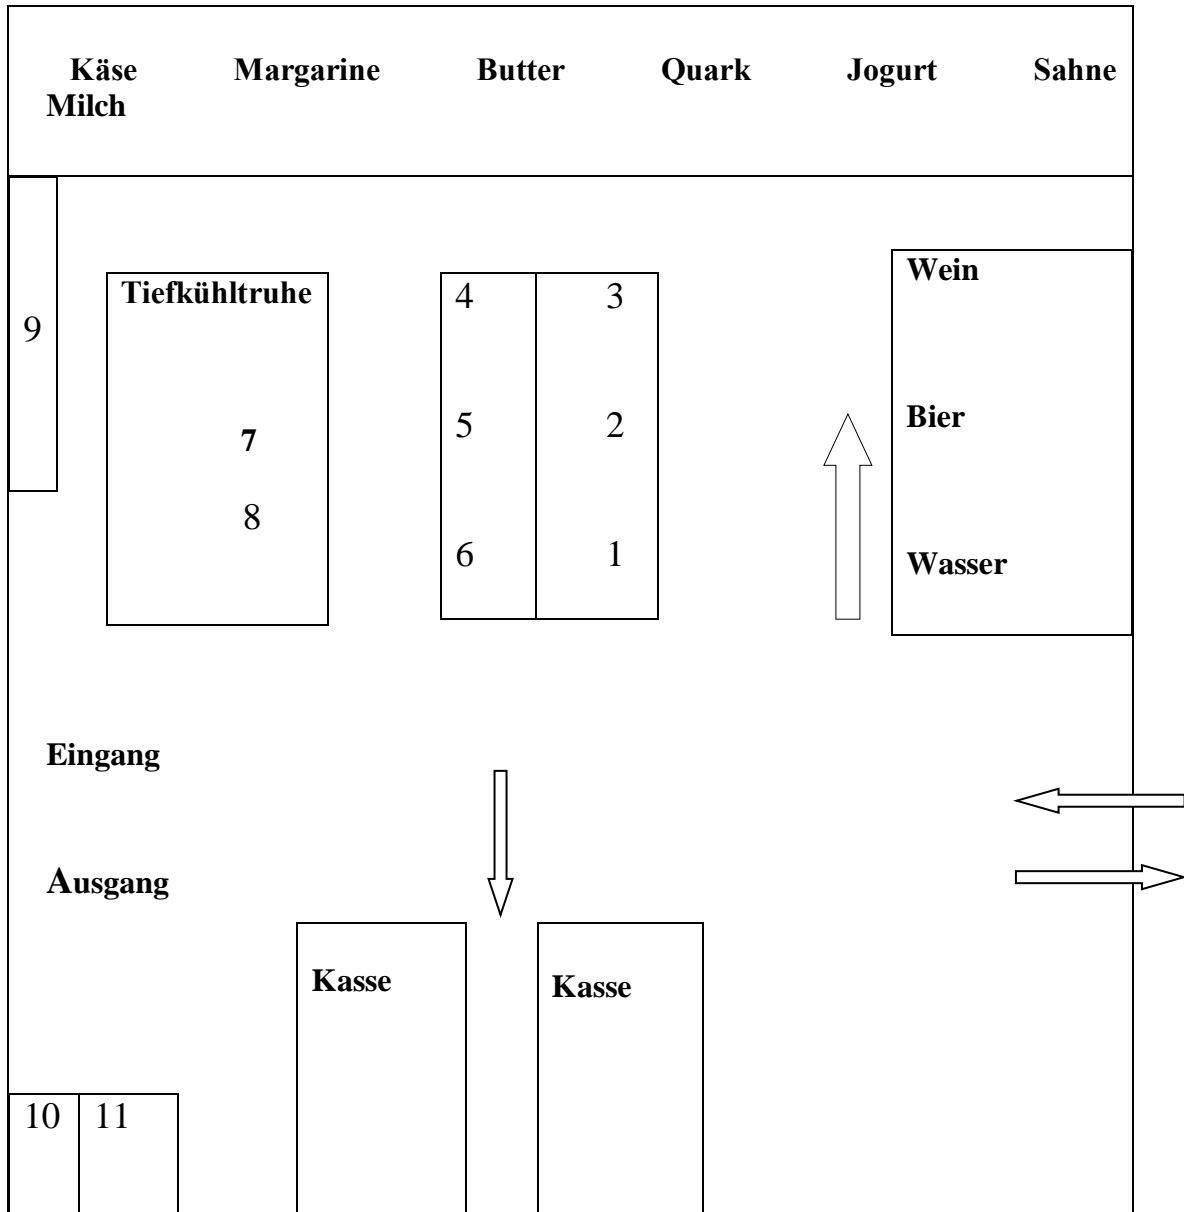 Käse Margarine Butter Quark Jogurt Sahne
Milch
Tiefkühltruhe
4 3
Wein
9
7
5 2
Bier
8
6 1
Wasser
Eingang
Ausgang
Kasse
Kasse
10 11